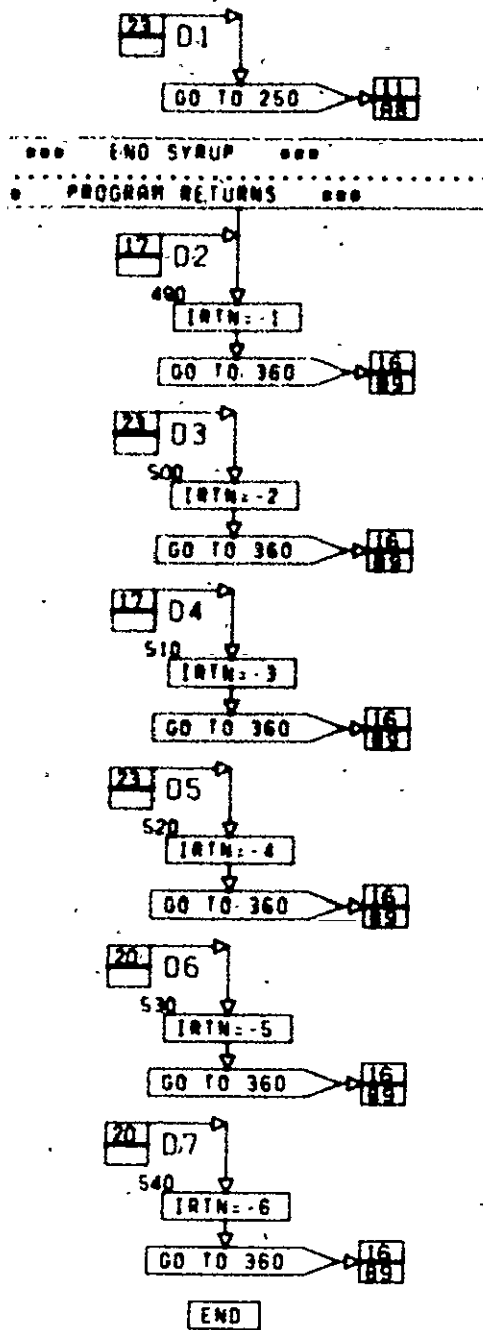 23 D1
GO TO 250
11
A8
*** END SYRUP ***
* PROGRAM RETURNS ***
17 D2
490
IRTN=-1
GO TO 360
16
B9
23 D3
500
IRTN=-2
GO TO 360
16
B9
17 D4
510
IRTN=-3
GO TO 360
16
B9
23 D5
520
IRTN=-4
GO TO 360
16
B9
20 D6
530
IRTN=-5
GO TO 360
16
B9
20 D7
540
IRTN=-6
GO TO 360
16
B9
END